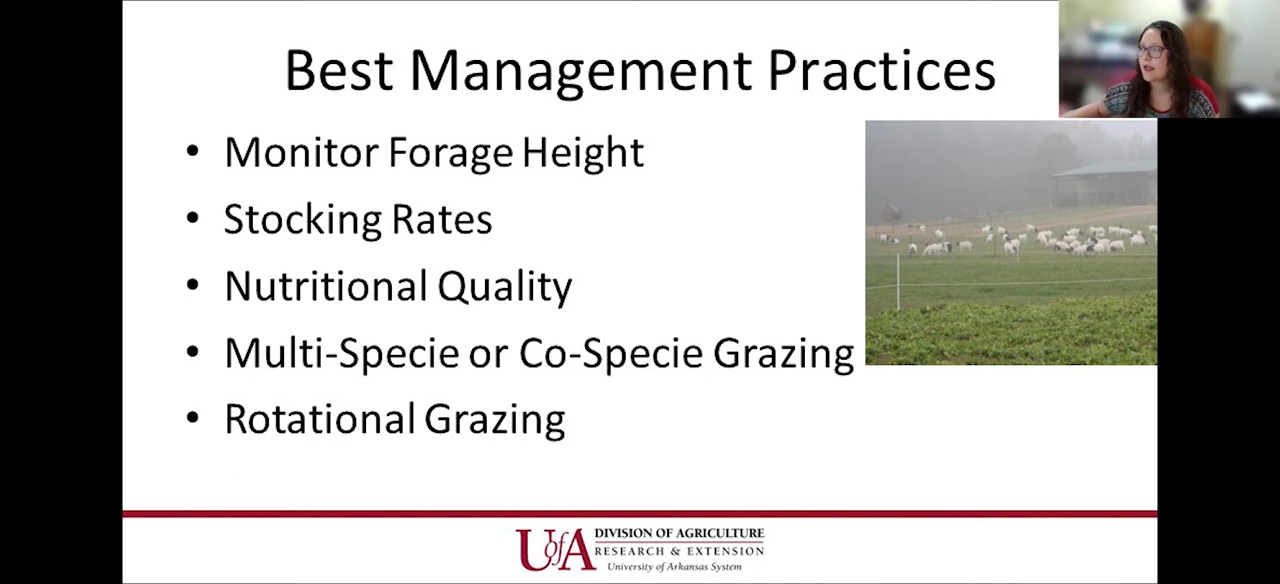 Best Management Practices
• Monitor Forage Height
• Stocking Rates
• Nutritional Quality
• Multi-Specie or Co-Specie Grazing
• Rotational Grazing
UofA DIVISION OF AGRICULTURE
RESEARCH & EXTENSION
University of Arkansas System